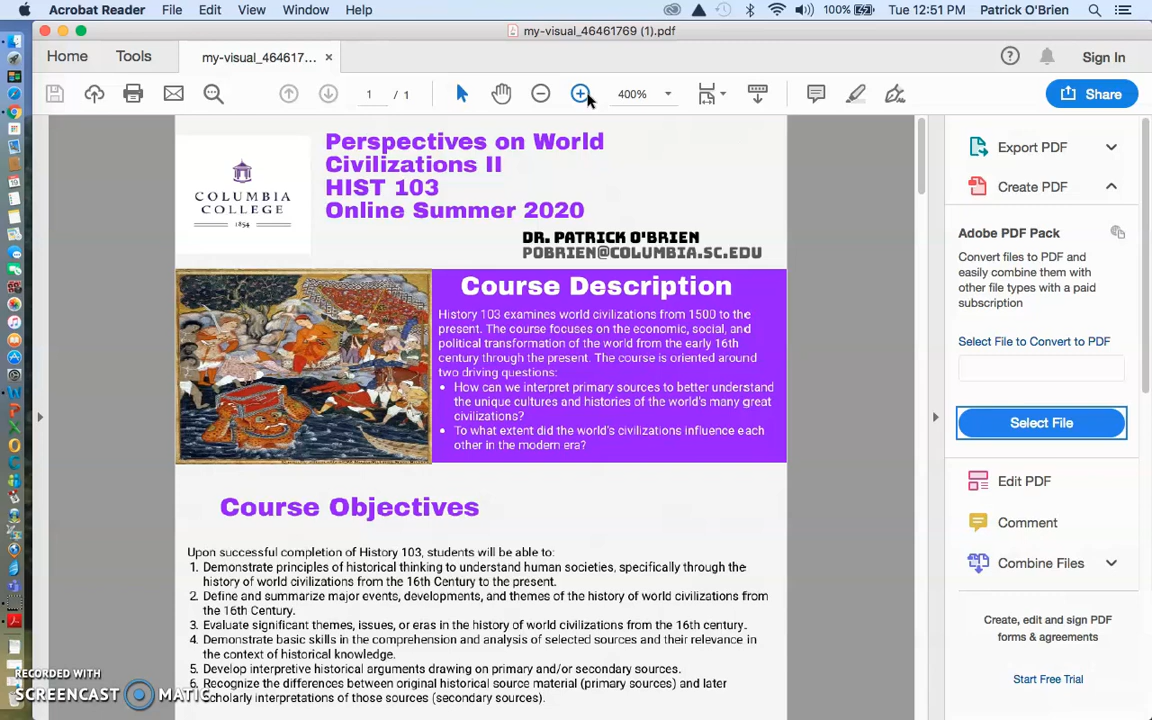 Acrobat Reader File Edit View Window Help 100% Tue 12:51 PM Patrick O'Brien
my-visual_46461769 (1).pdf
Home Tools my-visual_464617... × Sign In
1 / 1 400% Share
COLUMBIA
COLLEGE
1854
Perspectives on World
Civilizations II
HIST 103
Online Summer 2020
DR. PATRICK O'BRIEN
POBRIEN@COLUMBIA.SC.EDU
Course Description
History 103 examines world civilizations from 1500 to the
present. The course focuses on the economic, social, and
political transformation of the world from the early 16th
century through the present. The course is oriented around
two driving questions:
• How can we interpret primary sources to better understand
the unique cultures and histories of the world's many great
civilizations?
• To what extent did the world's civilizations influence each
other in the modern era?
Course Objectives
Upon successful completion of History 103, students will be able to:
1. Demonstrate principles of historical thinking to understand human societies, specifically through the
history of world civilizations from the 16th Century to the present.
2. Define and summarize major events, developments, and themes of the history of world civilizations from
the 16th Century.
3. Evaluate significant themes, issues, or eras in the history of world civilizations from the 16th century.
4. Demonstrate basic skills in the comprehension and analysis of selected sources and their relevance in
the context of historical knowledge.
5. Develop interpretive historical arguments drawing on primary and/or secondary sources.
6. Recognize the differences between original historical source material (primary sources) and later
scholarly interpretations of those sources (secondary sources).
Export PDF
Create PDF
Adobe PDF Pack
Convert files to PDF and
easily combine them with
other file types with a paid
subscription
Select File to Convert to PDF
Select File
Edit PDF
Comment
Combine Files
Create, edit and sign PDF
forms & agreements
Start Free Trial
RECORDED WITH
SCREENCAST MATIC